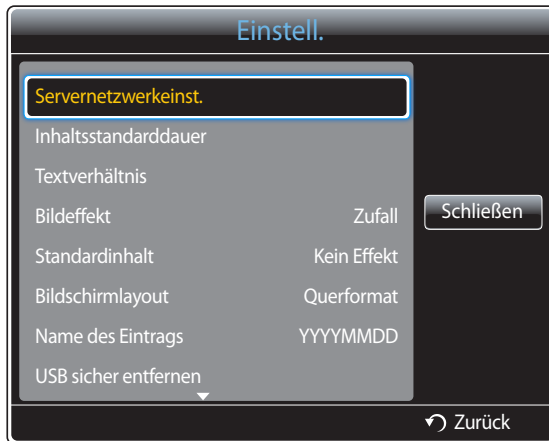 Einstell.
Servernetzwerkeinst.
Inhaltsstandarddauer
Textverhältnis
Bildeffekt Zufall
Standardinhalt Kein Effekt
Bildschirmlayout Querformat
Name des Eintrags YYYYMMDD
USB sicher entfernen
Schließen
Zurück